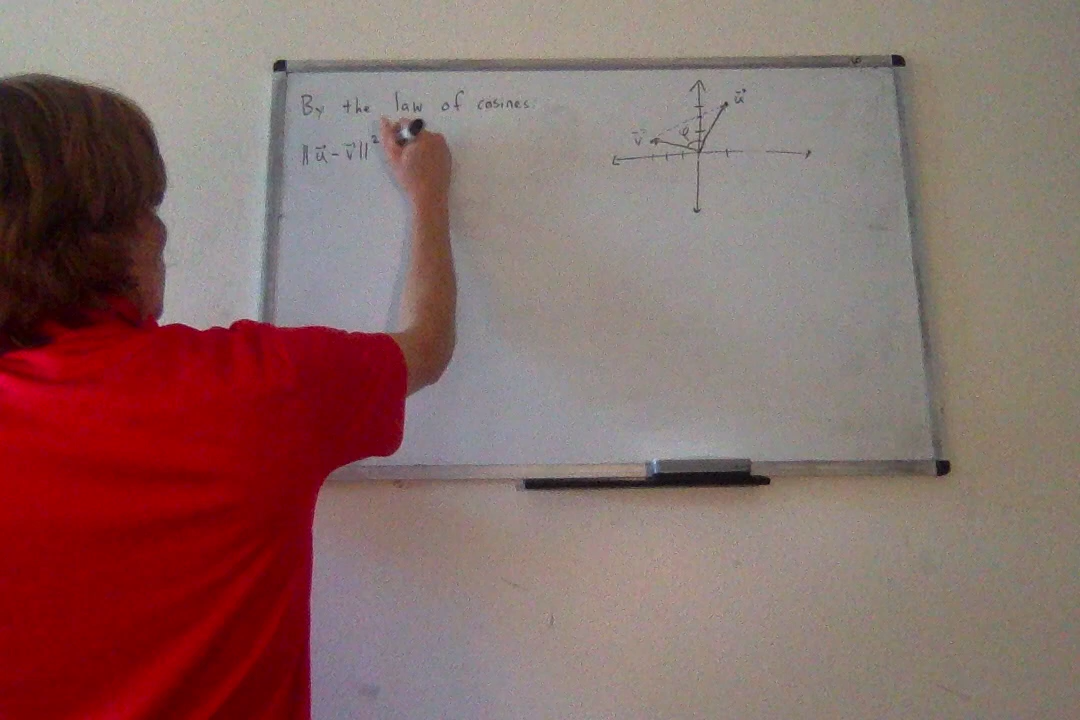 By the law of cosines
‖u⃗ - v⃗‖²
u⃗
v⃗
θ